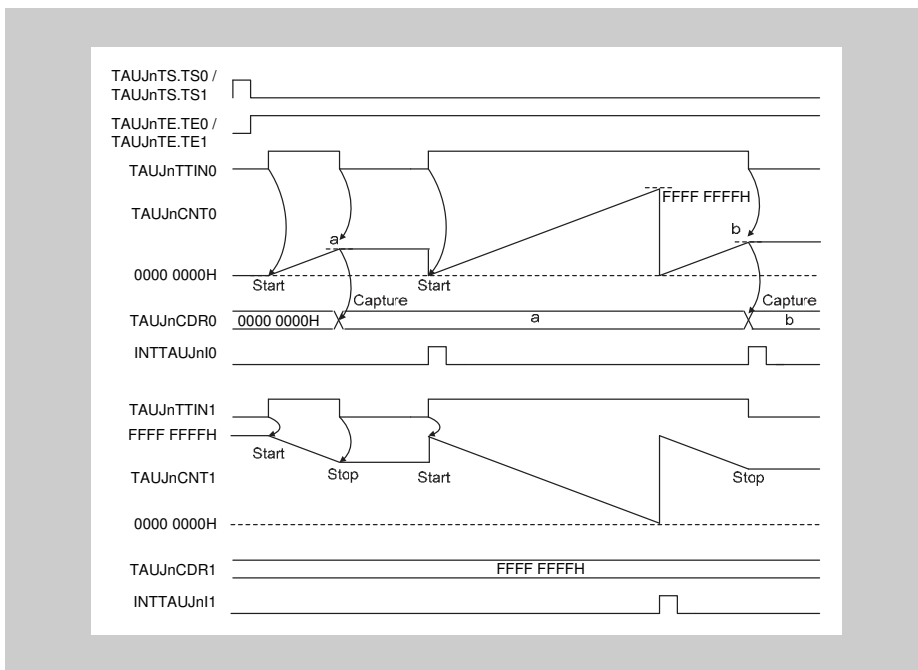 TAUJnTS.TS0 /
TAUJnTS.TS1
TAUJnTE.TE0 /
TAUJnTE.TE1
TAUJnTTIN0
FFFF FFFFH
TAUJnCNT0
b
a
0000 0000H
Start
Start
Capture
Capture
TAUJnCDR0
0000 0000H
a
b
INTTAUJnI0
TAUJnTTIN1
FFFF FFFFH
Start
TAUJnCNT1
Stop
Start
Stop
0000 0000H
TAUJnCDR1
FFFF FFFFH
INTTAUJnI1